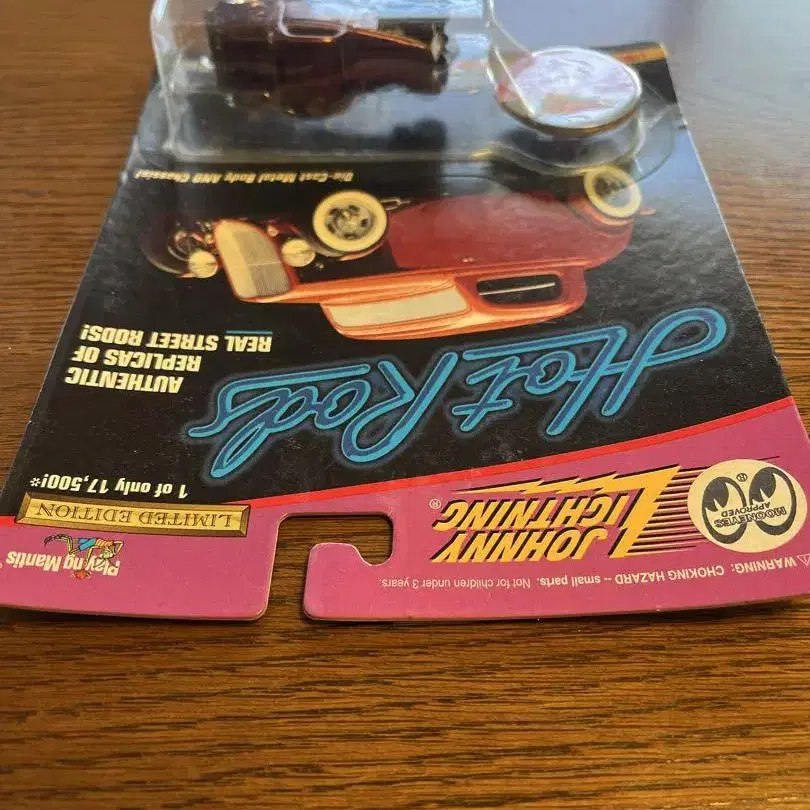 ⚠ WARNING: CHOKING HAZARD -- small parts. Not for children under 3 years.
MOONEYES
APPROVED
®
JOHNNY
LIGHTNING®
Playing Mantis
LIMITED EDITION
1 of only 17,500!*
Hot Rods
AUTHENTIC
REPLICAS OF
REAL STREET RODS!
Die-Cast Metal Body AND Chassis!